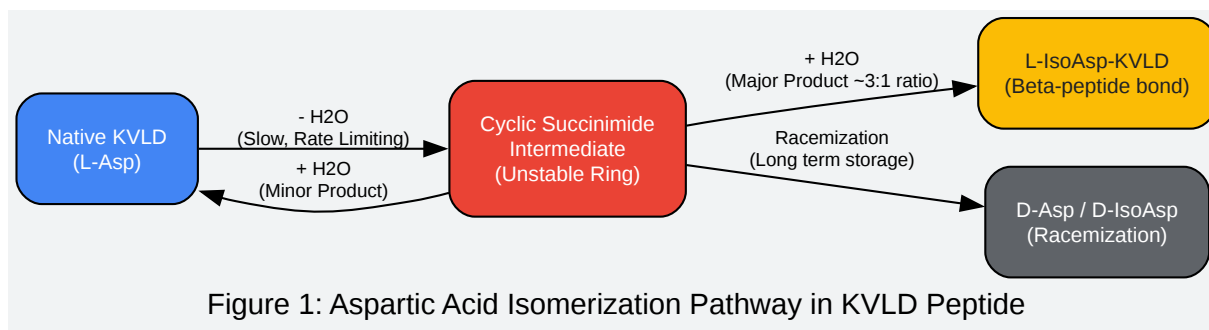 Native KVLD
(L-Asp)
- H2O
(Slow, Rate Limiting)
+ H2O
(Minor Product)
Cyclic Succinimide
Intermediate
(Unstable Ring)
+ H2O
(Major Product ~3:1 ratio)
Racemization
(Long term storage)
L-IsoAsp-KVLD
(Beta-peptide bond)
D-Asp / D-IsoAsp
(Racemization)
Figure 1: Aspartic Acid Isomerization Pathway in KVLD Peptide